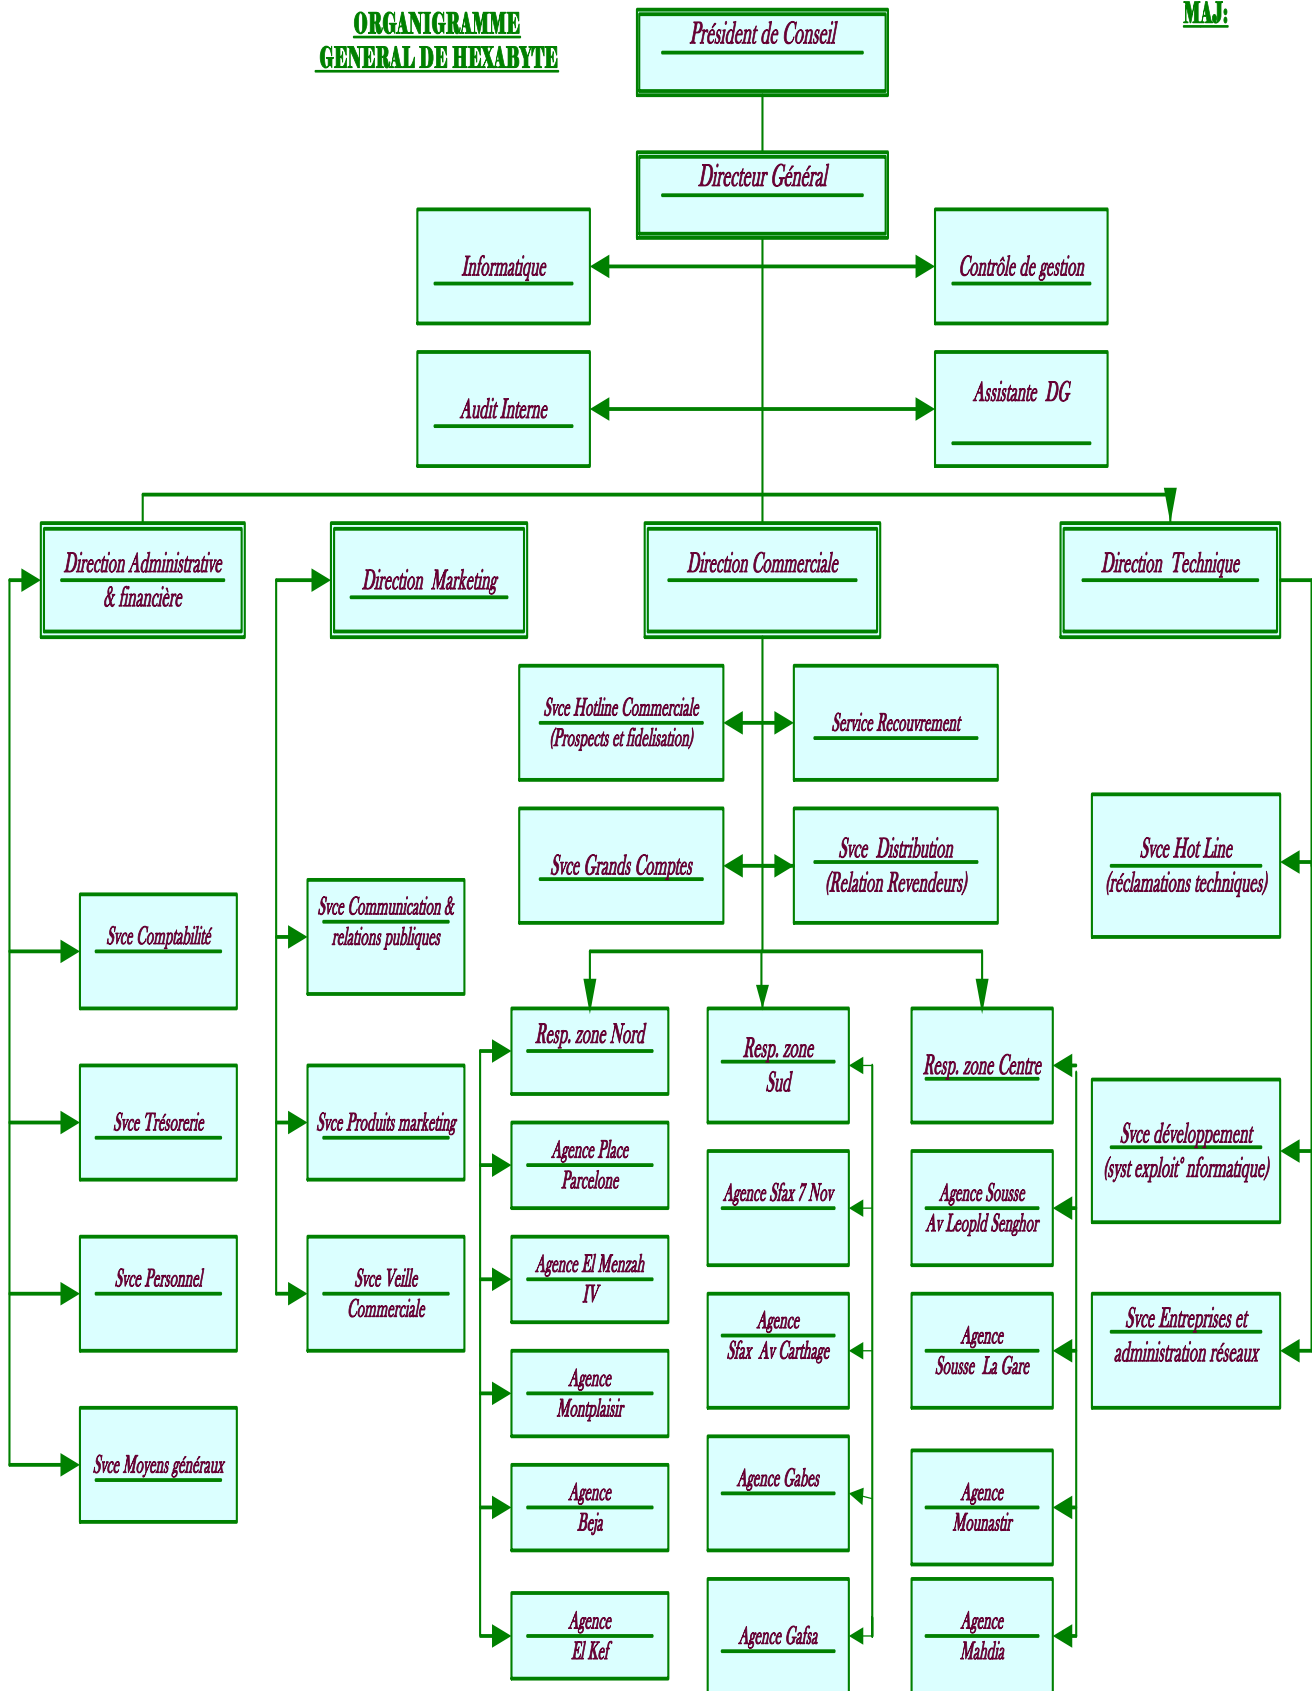 ORGANIGRAMME
GENERAL DE HEXABYTE
MAJ:
Président de Conseil
Directeur Général
Informatique
Contrôle de gestion
Audit Interne
Assistante DG
Direction Administrative
& financière
Direction Marketing
Direction Commerciale
Direction Technique
Svce Hotline Commerciale
(Prospects et fidelisation)
Service Recouvrement
Svce Grands Comptes
Svce Distribution
(Relation Revendeurs)
Svce Hot Line
(réclamations techniques)
Svce Comptabilité
Svce Communication &
relations publiques
Resp. zone Nord
Resp. zone
Sud
Resp. zone Centre
Svce Trésorerie
Svce Produits marketing
Agence Place
Parcelone
Svce développement
(syst exploit° nformatique)
Agence Sfax 7 Nov
Agence Sousse
Av Leopld Senghor
Svce Personnel
Svce Veille
Commerciale
Agence El Menzah
IV
Agence
Sfax Av Carthage
Agence
Sousse La Gare
Svce Entreprises et
administration réseaux
Agence
Montplaisir
Svce Moyens généraux
Agence
Beja
Agence Gabes
Agence
Mounastir
Agence
El Kef
Agence Gafsa
Agence
Mahdia